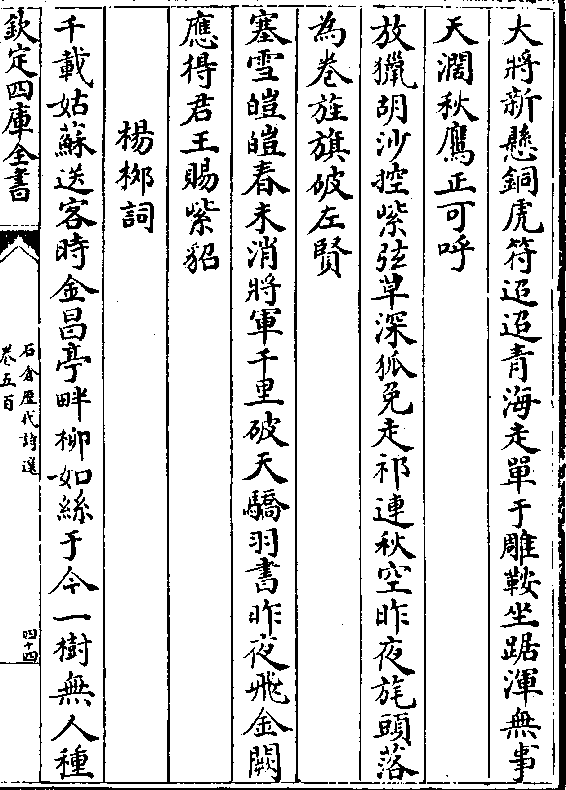 大將新懸銅虎符迢迢青海走單于雕鞍坐踞渾無事
天濶秋鷹正可呼
放獵胡沙控紫弦草深狐兔走祁連秋空昨夜旄頭落
為卷旌旗破左賢
塞雪皚皚春未消將軍千里破天驕羽書昨夜飛金闕
應得君王賜紫貂
楊栁詞
千載姑蘇送客時金昌亭畔栁如絲于今一樹無人種
欽定四庫全書
石倉歷代詩選
卷五百
四十四